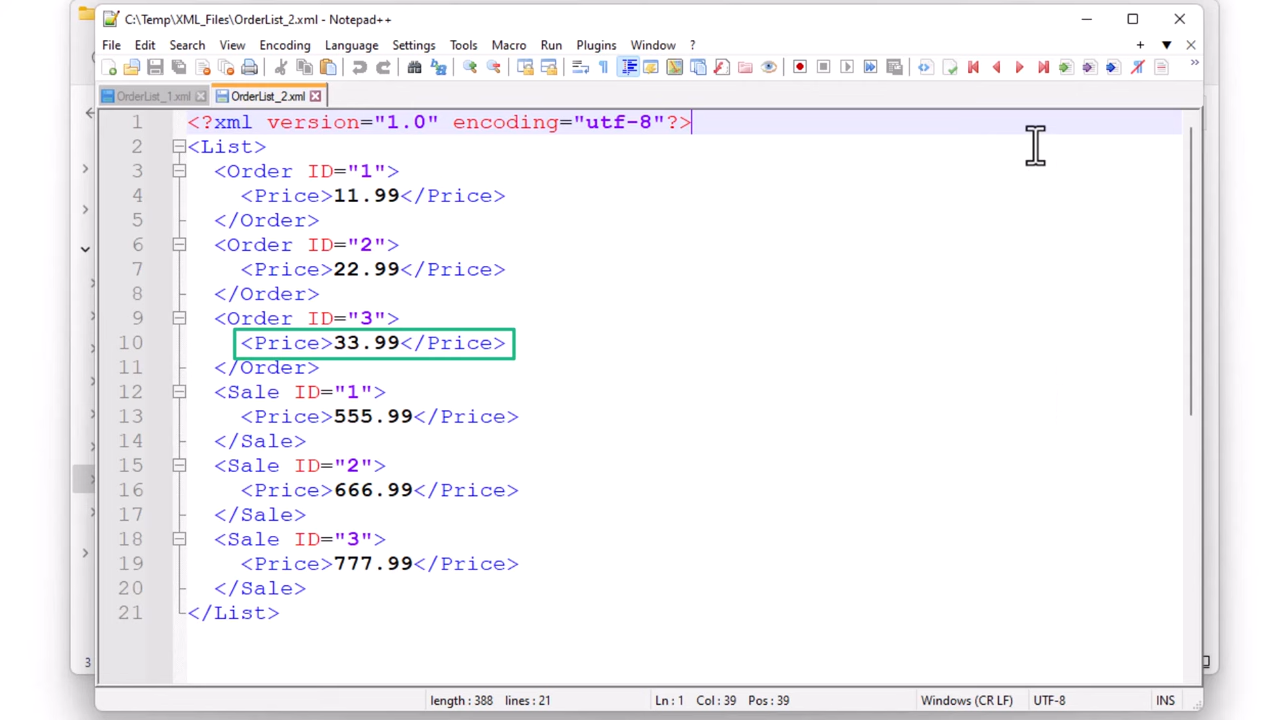 C:\Temp\XML_Files\OrderList_2.xml - Notepad++
File Edit Search View Encoding Language Settings Tools Macro Run Plugins Window ?
OrderList_1.xml OrderList_2.xml
1 <?xml version="1.0" encoding="utf-8"?>
2 <List>
3 <Order ID="1">
4 <Price>11.99</Price>
5 </Order>
6 <Order ID="2">
7 <Price>22.99</Price>
8 </Order>
9 <Order ID="3">
10 <Price>33.99</Price>
11 </Order>
12 <Sale ID="1">
13 <Price>555.99</Price>
14 </Sale>
15 <Sale ID="2">
16 <Price>666.99</Price>
17 </Sale>
18 <Sale ID="3">
19 <Price>777.99</Price>
20 </Sale>
21 </List>
3
length : 388 lines : 21 Ln : 1 Col : 39 Pos : 39 Windows (CR LF) UTF-8 INS